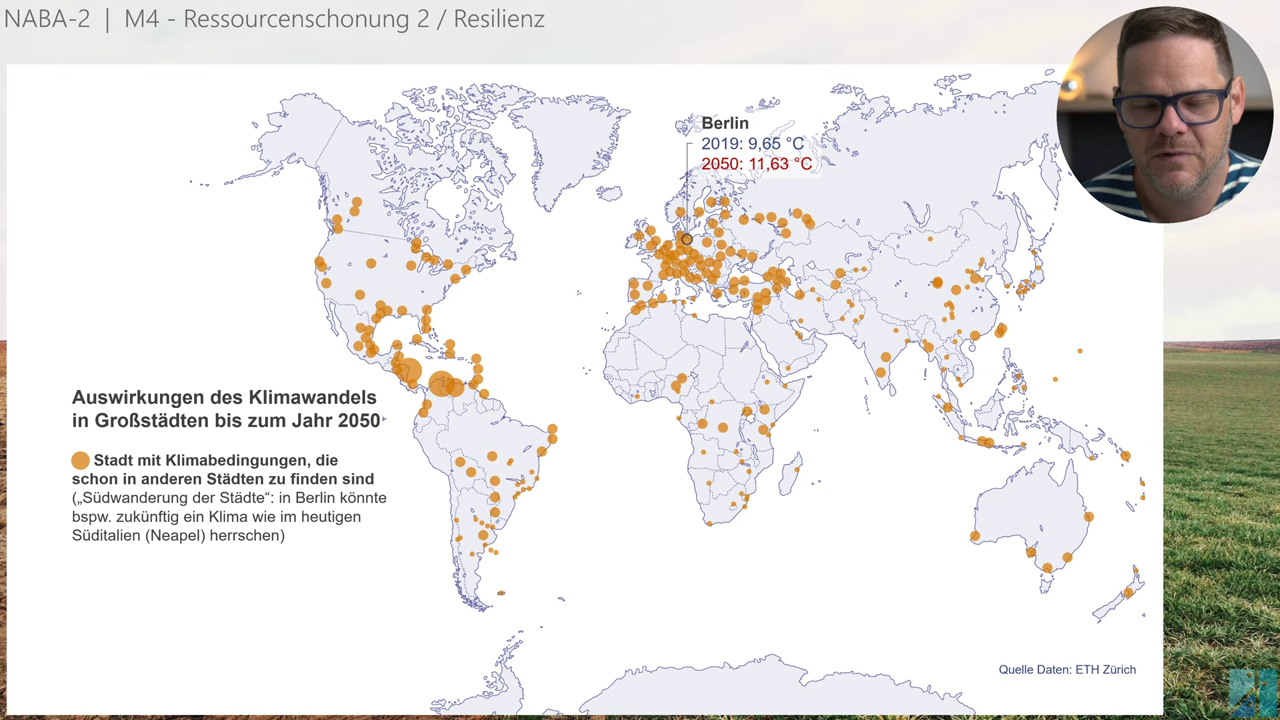 NABA-2 | M4 - Ressourcenschonung 2 / Resilienz
Berlin
2019: 9,65 °C
2050: 11,63 °C
Auswirkungen des Klimawandels
in Großstädten bis zum Jahr 2050
Stadt mit Klimabedingungen, die
schon in anderen Städten zu finden sind
(„Südwanderung der Städte“: in Berlin könnte
bspw. zukünftig ein Klima wie im heutigen
Süditalien (Neapel) herrschen)
Quelle Daten: ETH Zürich